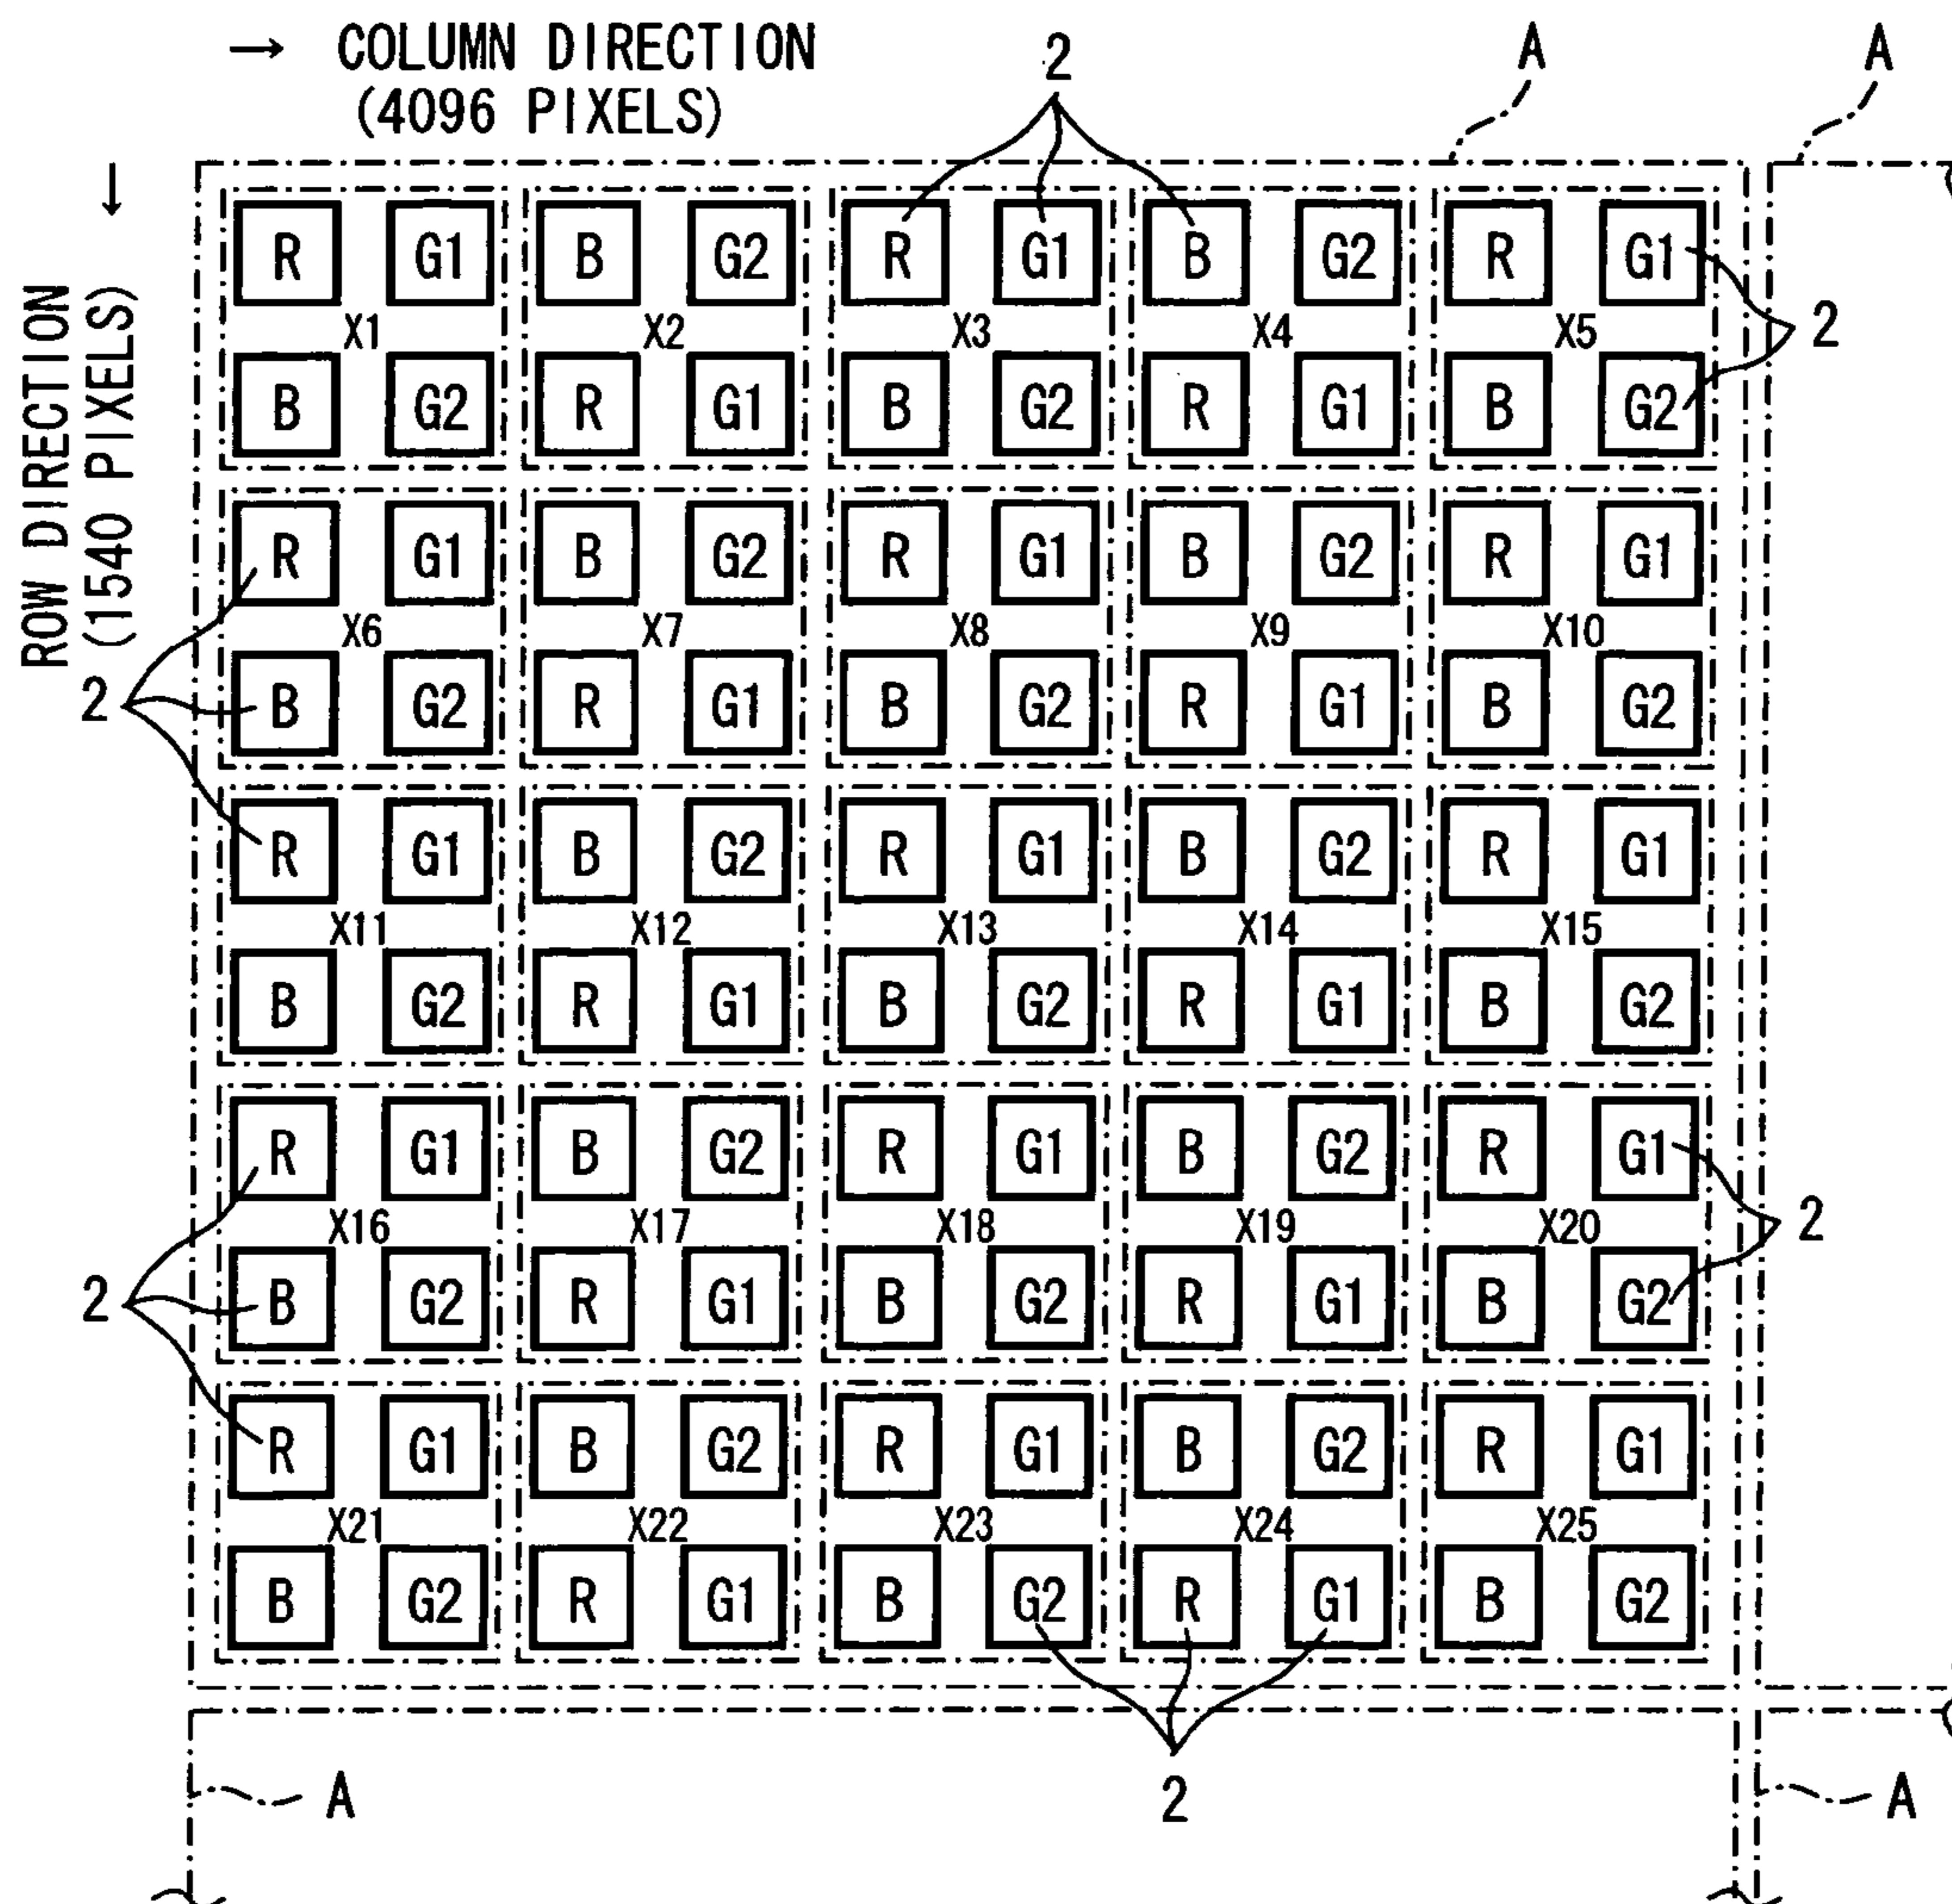 → COLUMN DIRECTION
(4096 PIXELS)
2
A
A
→ ROW DIRECTION
(1540 PIXELS)
R G1 B G2 R G1 B G2 R G1
X1 X2 X3 X4 X5
2
B G2 R G1 B G2 R G1 B G2
R G1 B G2 R G1 B G2 R G1
X6 X7 X8 X9 X10
2
B G2 R G1 B G2 R G1 B G2
R G1 B G2 R G1 B G2 R G1
X11 X12 X13 X14 X15
B G2 R G1 B G2 R G1 B G2
R G1 B G2 R G1 B G2 R G1
X16 X17 X18 X19 X20
2
2
B G2 R G1 B G2 R G1 B G2
R G1 B G2 R G1 B G2 R G1
X21 X22 X23 X24 X25
B G2 R G1 B G2 R G1 B G2
A
2
A